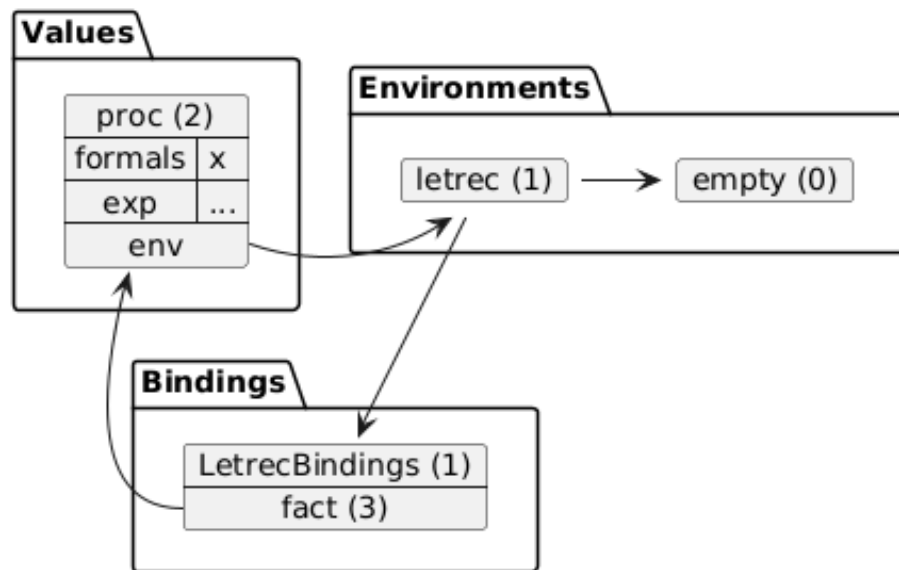 Values
proc (2)
formals x
exp ...
env
Environments
letrec (1)
empty (0)
Bindings
LetrecBindings (1)
fact (3)